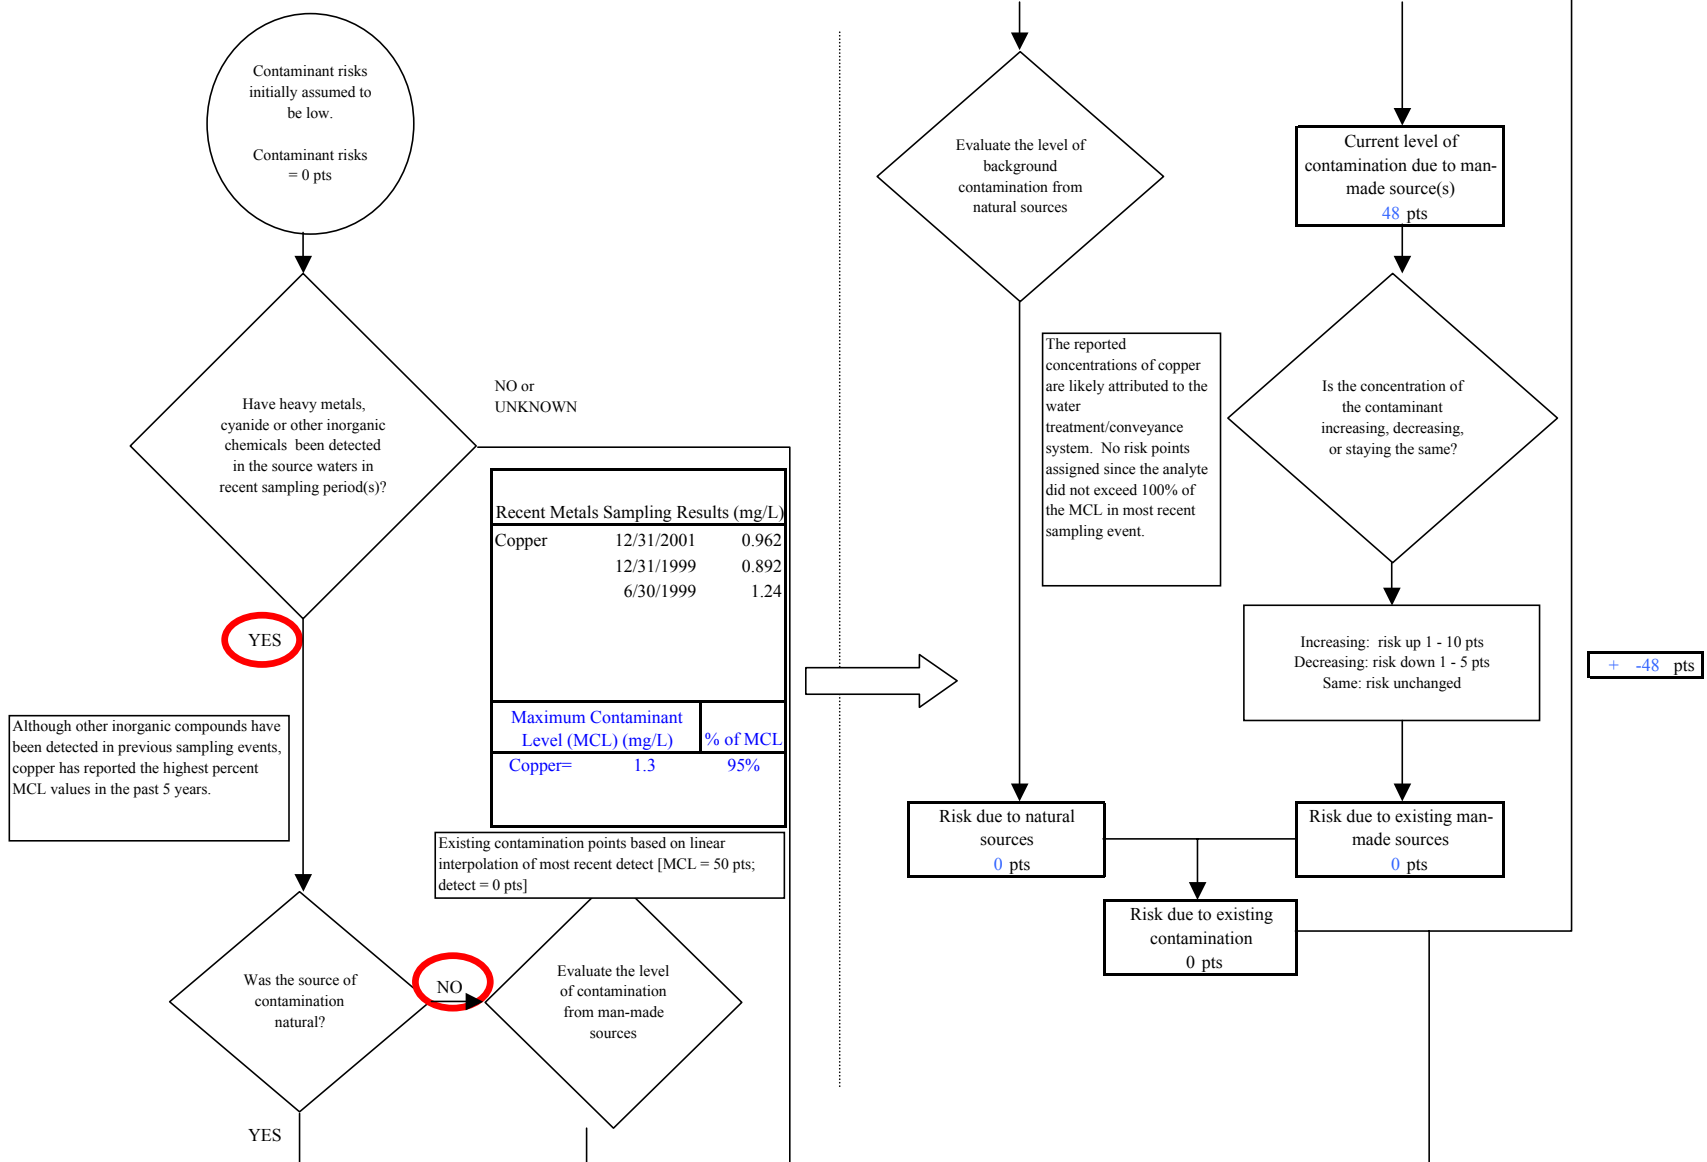 Contaminant risks
initially assumed to
be low.
Contaminant risks
= 0 pts
Have heavy metals,
cyanide or other inorganic
chemicals been detected
in the source waters in
recent sampling period(s)?
NO or
UNKNOWN
YES
Recent Metals Sampling Results (mg/L)
Copper 12/31/2001 0.962
12/31/1999 0.892
6/30/1999 1.24
Maximum Contaminant
Level (MCL) (mg/L) % of MCL
Copper= 1.3 95%
Although other inorganic compounds have
been detected in previous sampling events,
copper has reported the highest percent
MCL values in the past 5 years.
Existing contamination points based on linear
interpolation of most recent detect [MCL = 50 pts;
detect = 0 pts]
Was the source of
contamination
natural?
NO
Evaluate the level
of contamination
from man-made
sources
YES
Evaluate the level of
background
contamination from
natural sources
Current level of
contamination due to man-
made source(s)
48 pts
The reported
concentrations of copper
are likely attributed to the
water
treatment/conveyance
system. No risk points
assigned since the analyte
did not exceed 100% of
the MCL in most recent
sampling event.
Is the concentration of
the contaminant
increasing, decreasing,
or staying the same?
Increasing: risk up 1 - 10 pts
Decreasing: risk down 1 - 5 pts
Same: risk unchanged
+ -48 pts
Risk due to natural
sources
0 pts
Risk due to existing man-
made sources
0 pts
Risk due to existing
contamination
0 pts